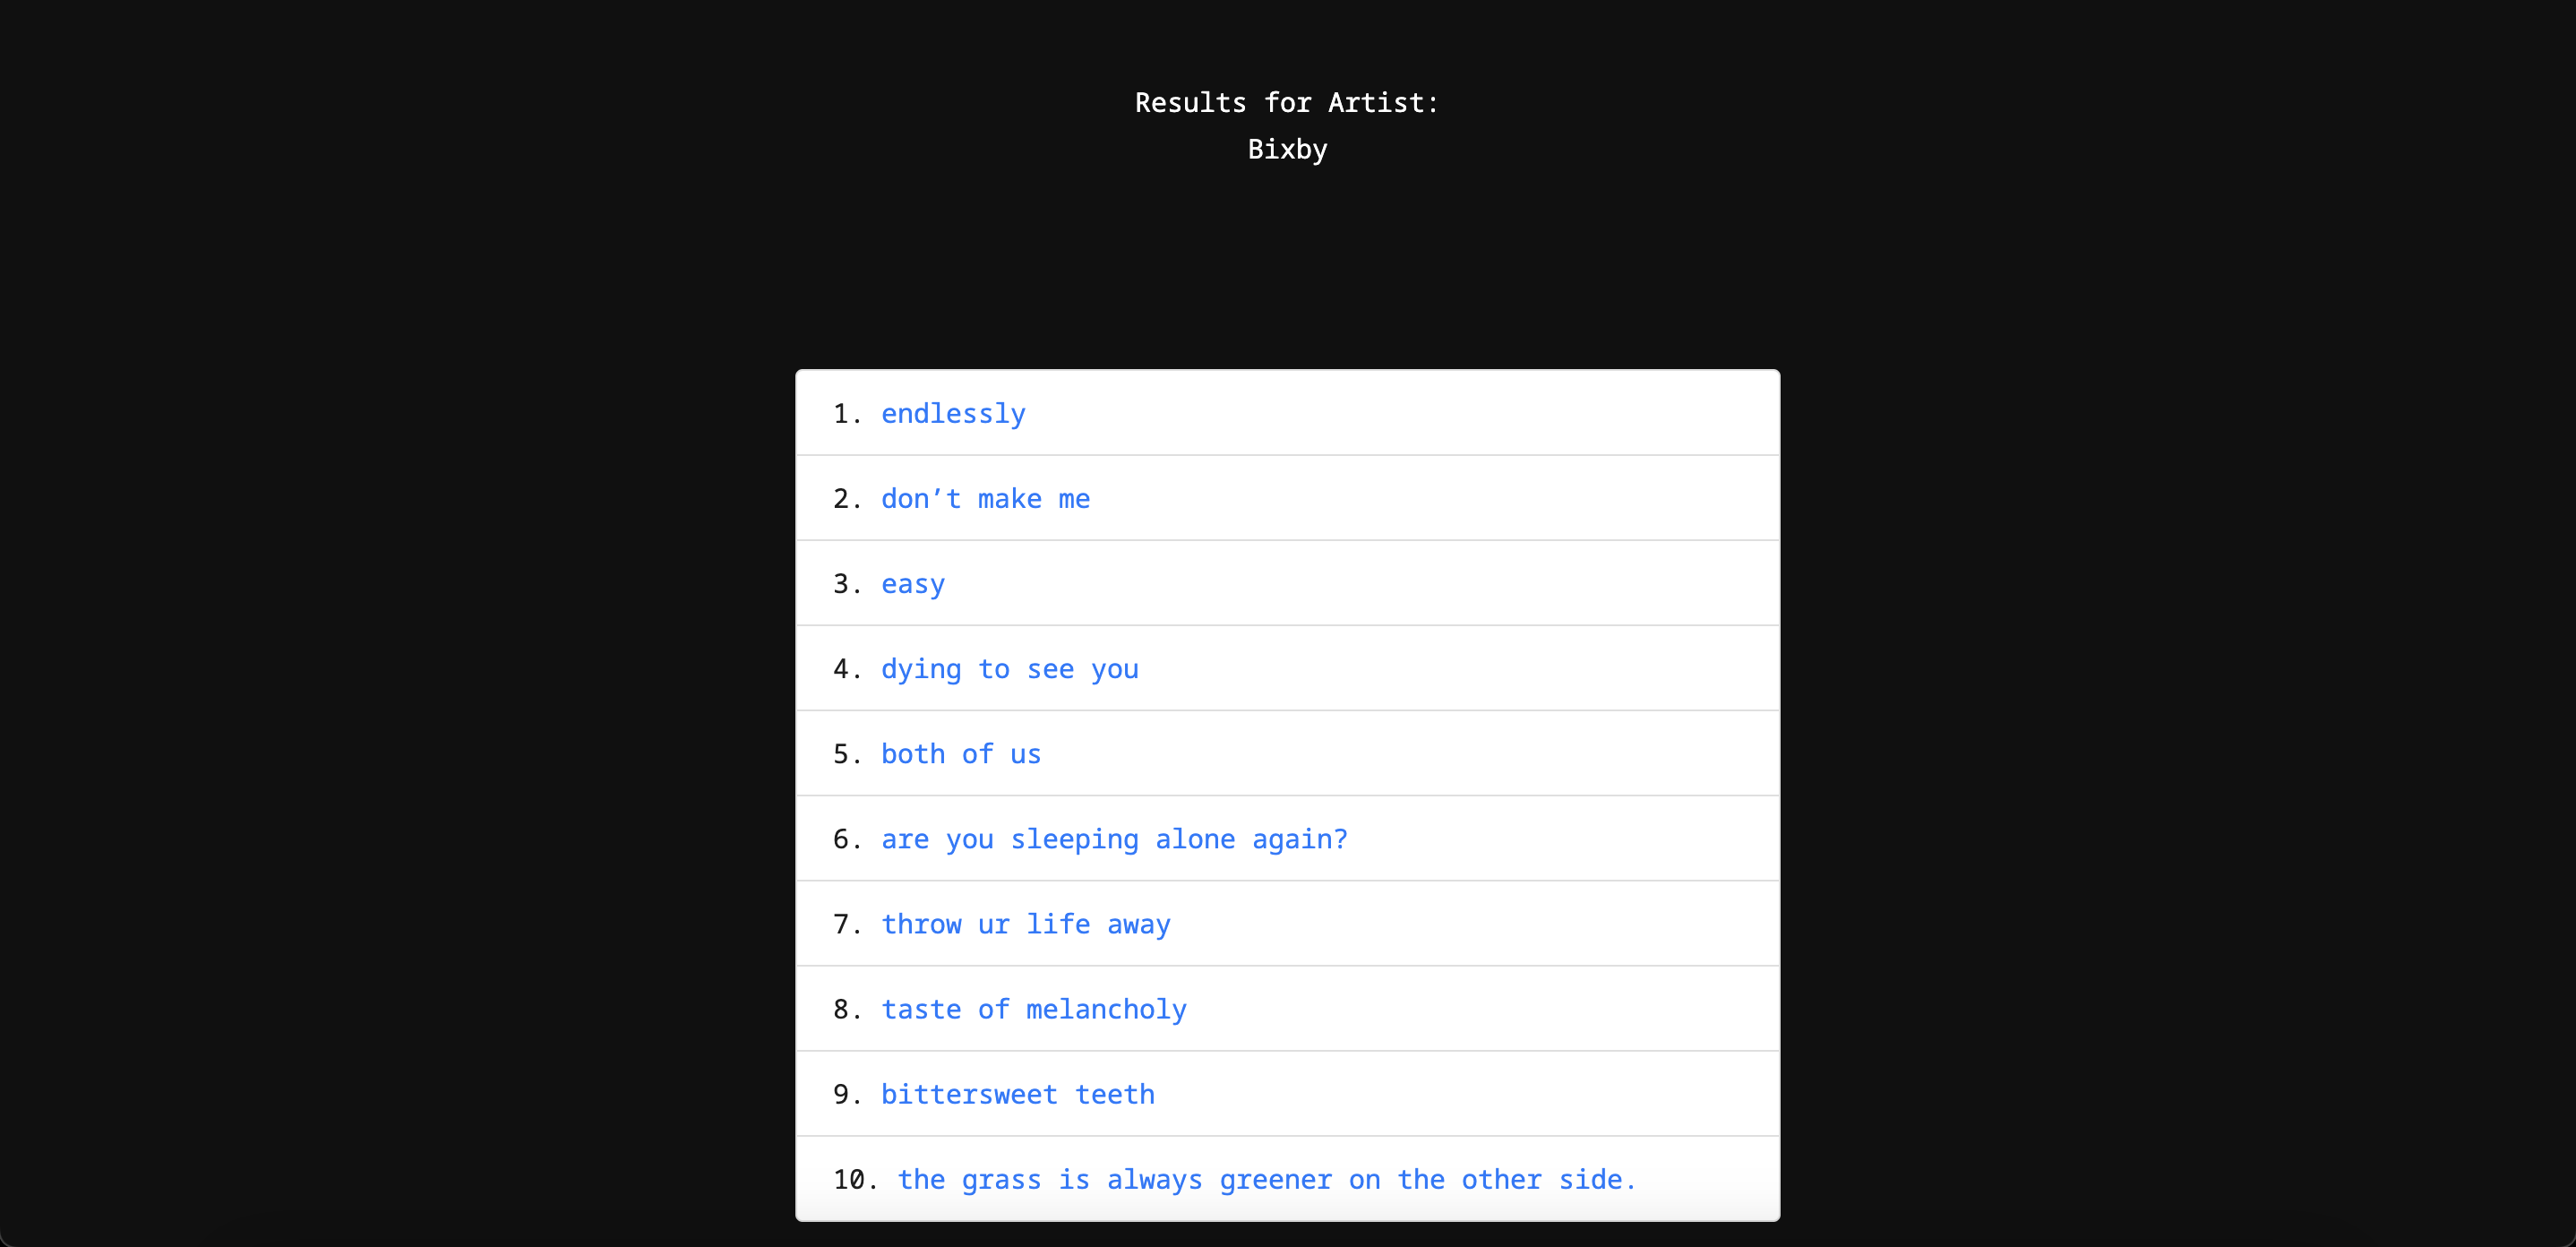 Results for Artist:
Bixby
1. endlessly
2. don’t make me
3. easy
4. dying to see you
5. both of us
6. are you sleeping alone again?
7. throw ur life away
8. taste of melancholy
9. bittersweet teeth
10. the grass is always greener on the other side.